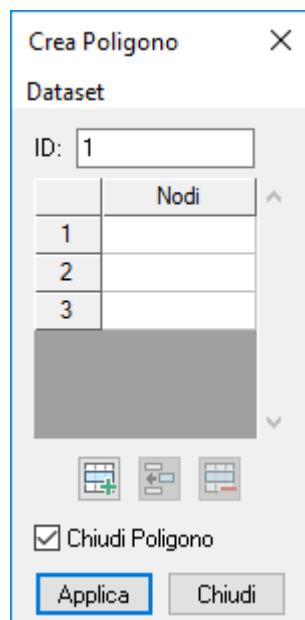 Crea Poligono
Dataset
ID: 1
Nodi
1
2
3
Chiudi Poligono
Applica Chiudi